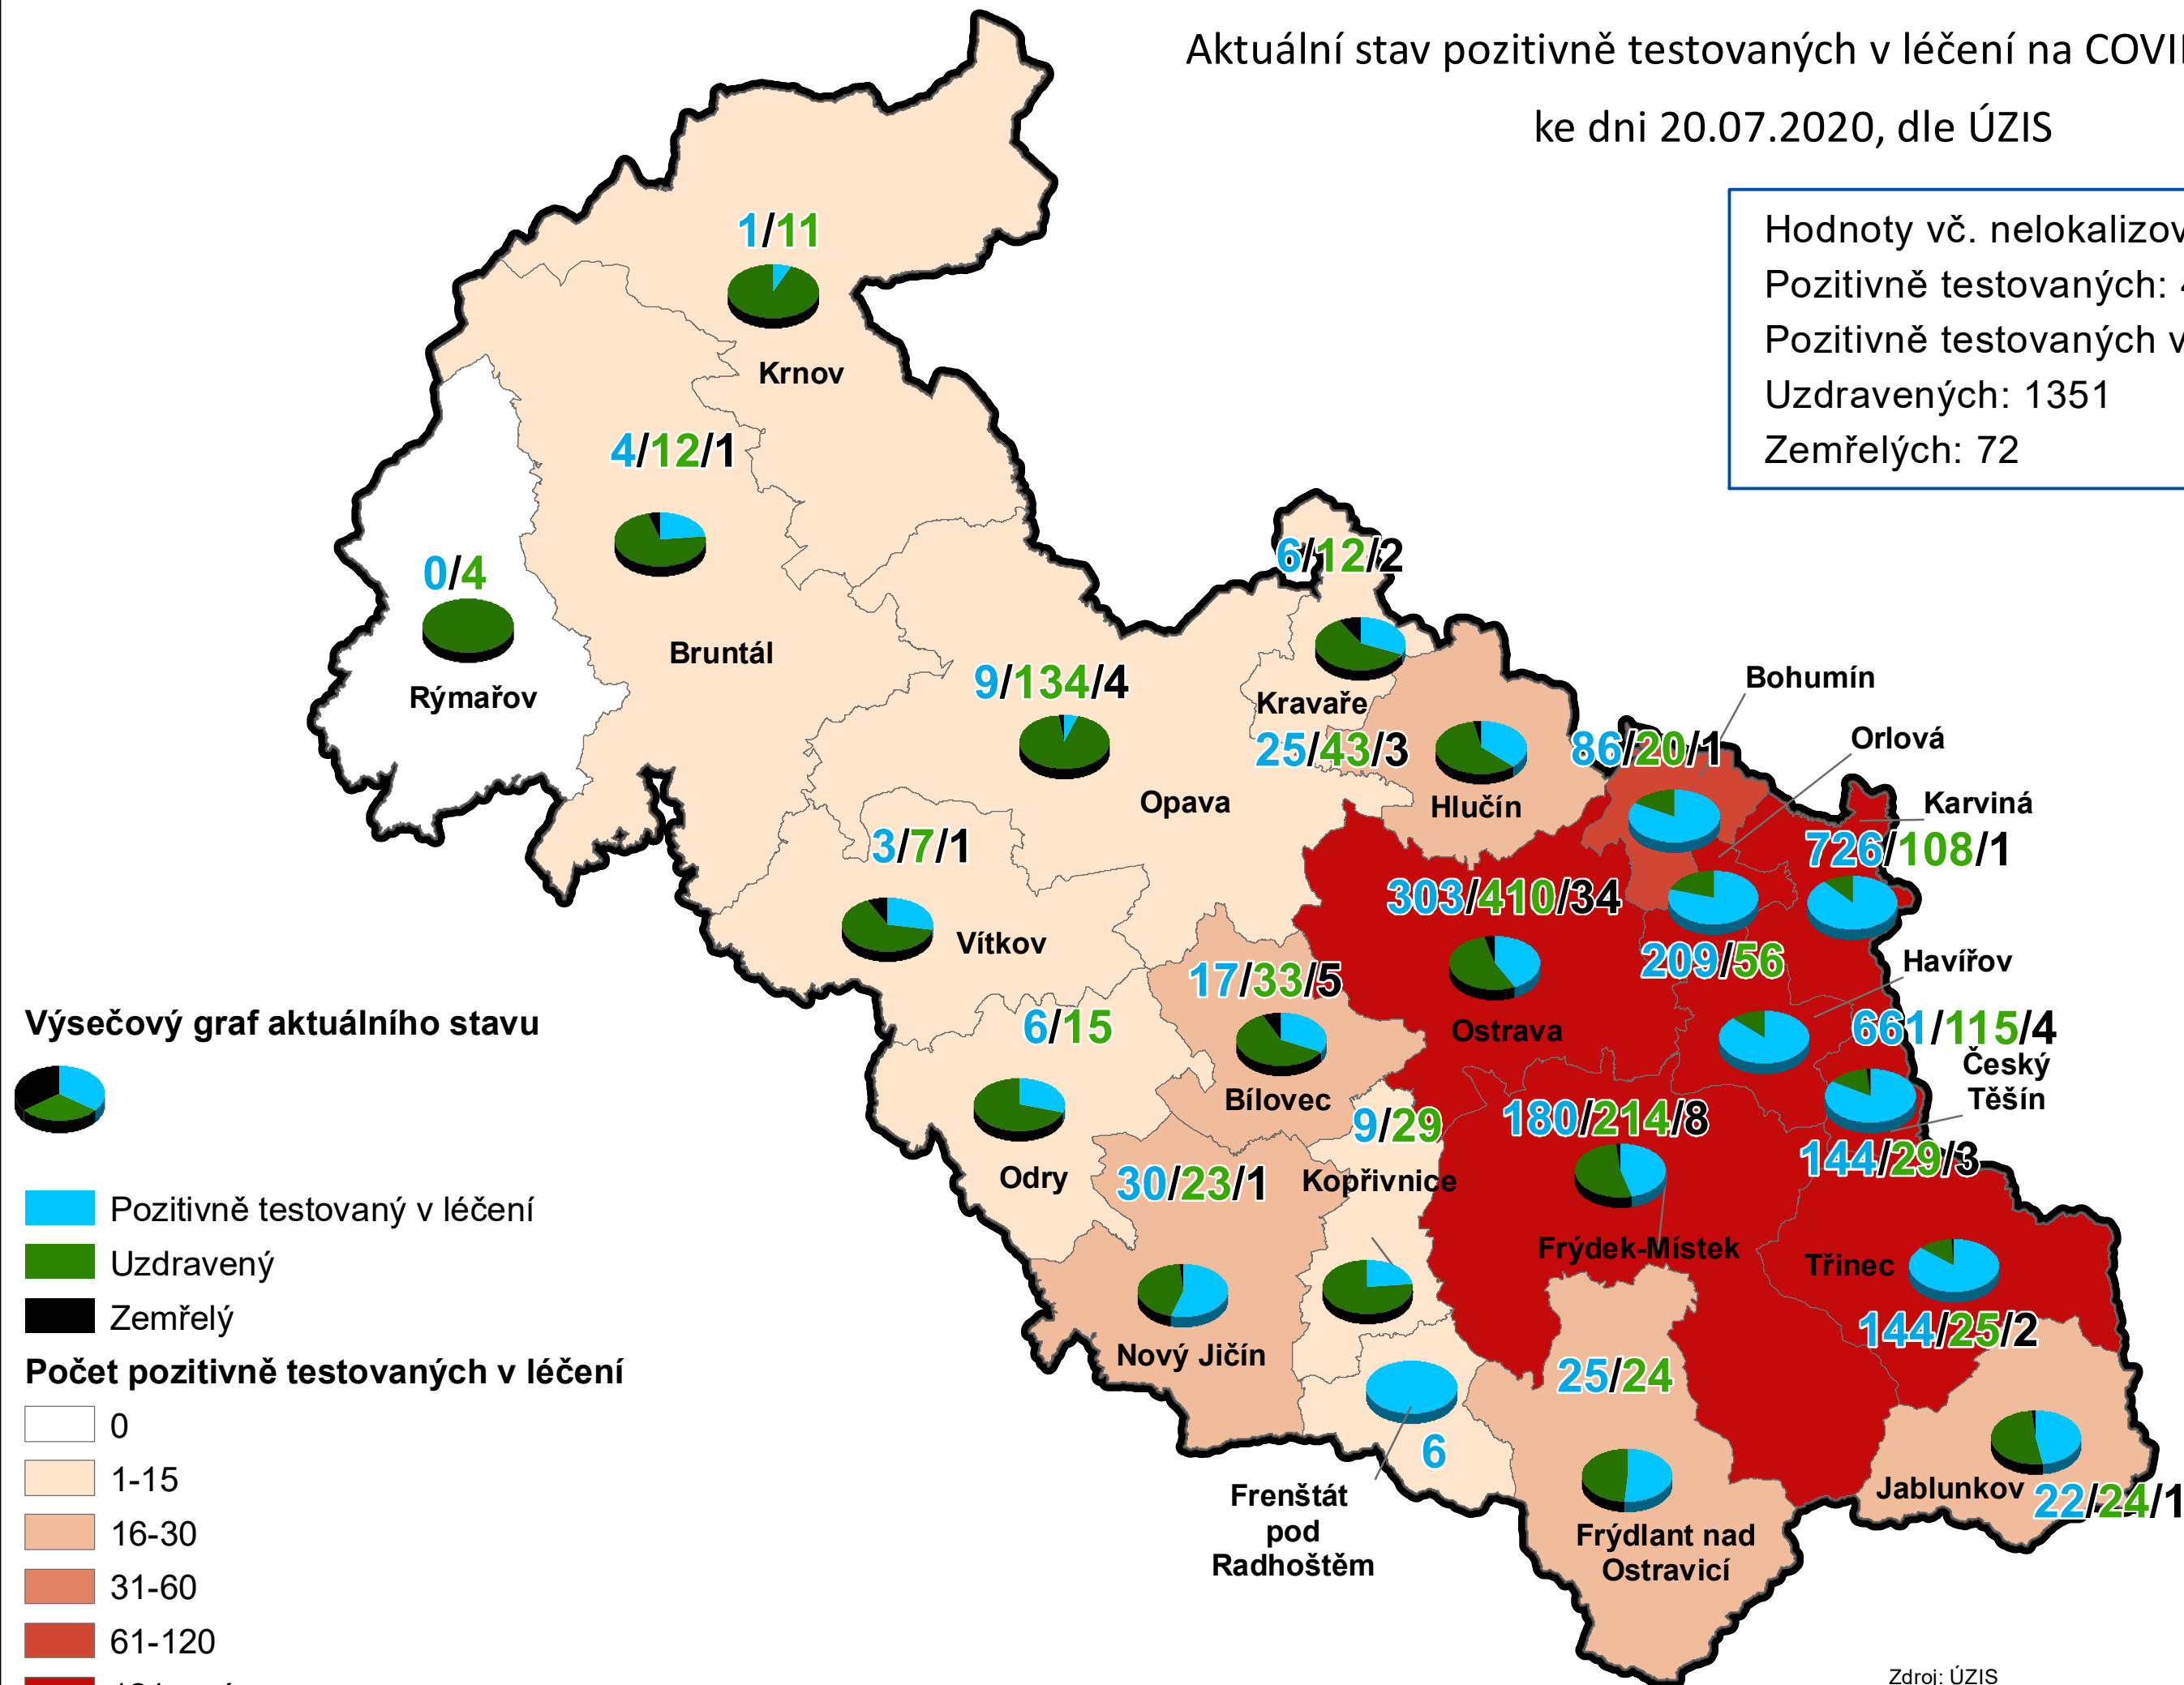 Aktuální stav pozitivně testovaných v léčení na
ke dni 20.07.2020, dle ÚZIS
Hodnoty vč.
Pozitivně testovaných:
Pozitivně testovaných
Uzdravených: 1351
Zemřelých: 72
1/11
Krnov
4/12/1
Bruntál
0/4
Rýmařov
6/12/2
Kravaře
9/134/4
Opava
25/43/3
Hlučín
Bohumín
86/20/1
Orlová
Karviná
726/108/1
3/7/1
Vítkov
303/410/34
Ostrava
209/56
Havířov
661/115/4
17/33/5
Bílovec
6/15
Odry
Český
Těšín
144/29/3
9/29
Kopřivnice
180/214/8
Frýdek-Místek
30/23/1
Nový Jičín
Třinec
144/25/2
25/24
Frýdlant nad
Ostravicí
6
Frenštát
pod
Radhoštěm
Jablunkov
22/24/1
Výsečový graf aktuálního stavu
Pozitivně testovaný v léčení
Uzdravený
Zemřelý
Počet pozitivně testovaných v léčení
0
1-15
16-30
31-60
61-120
Zdroj: ÚZIS